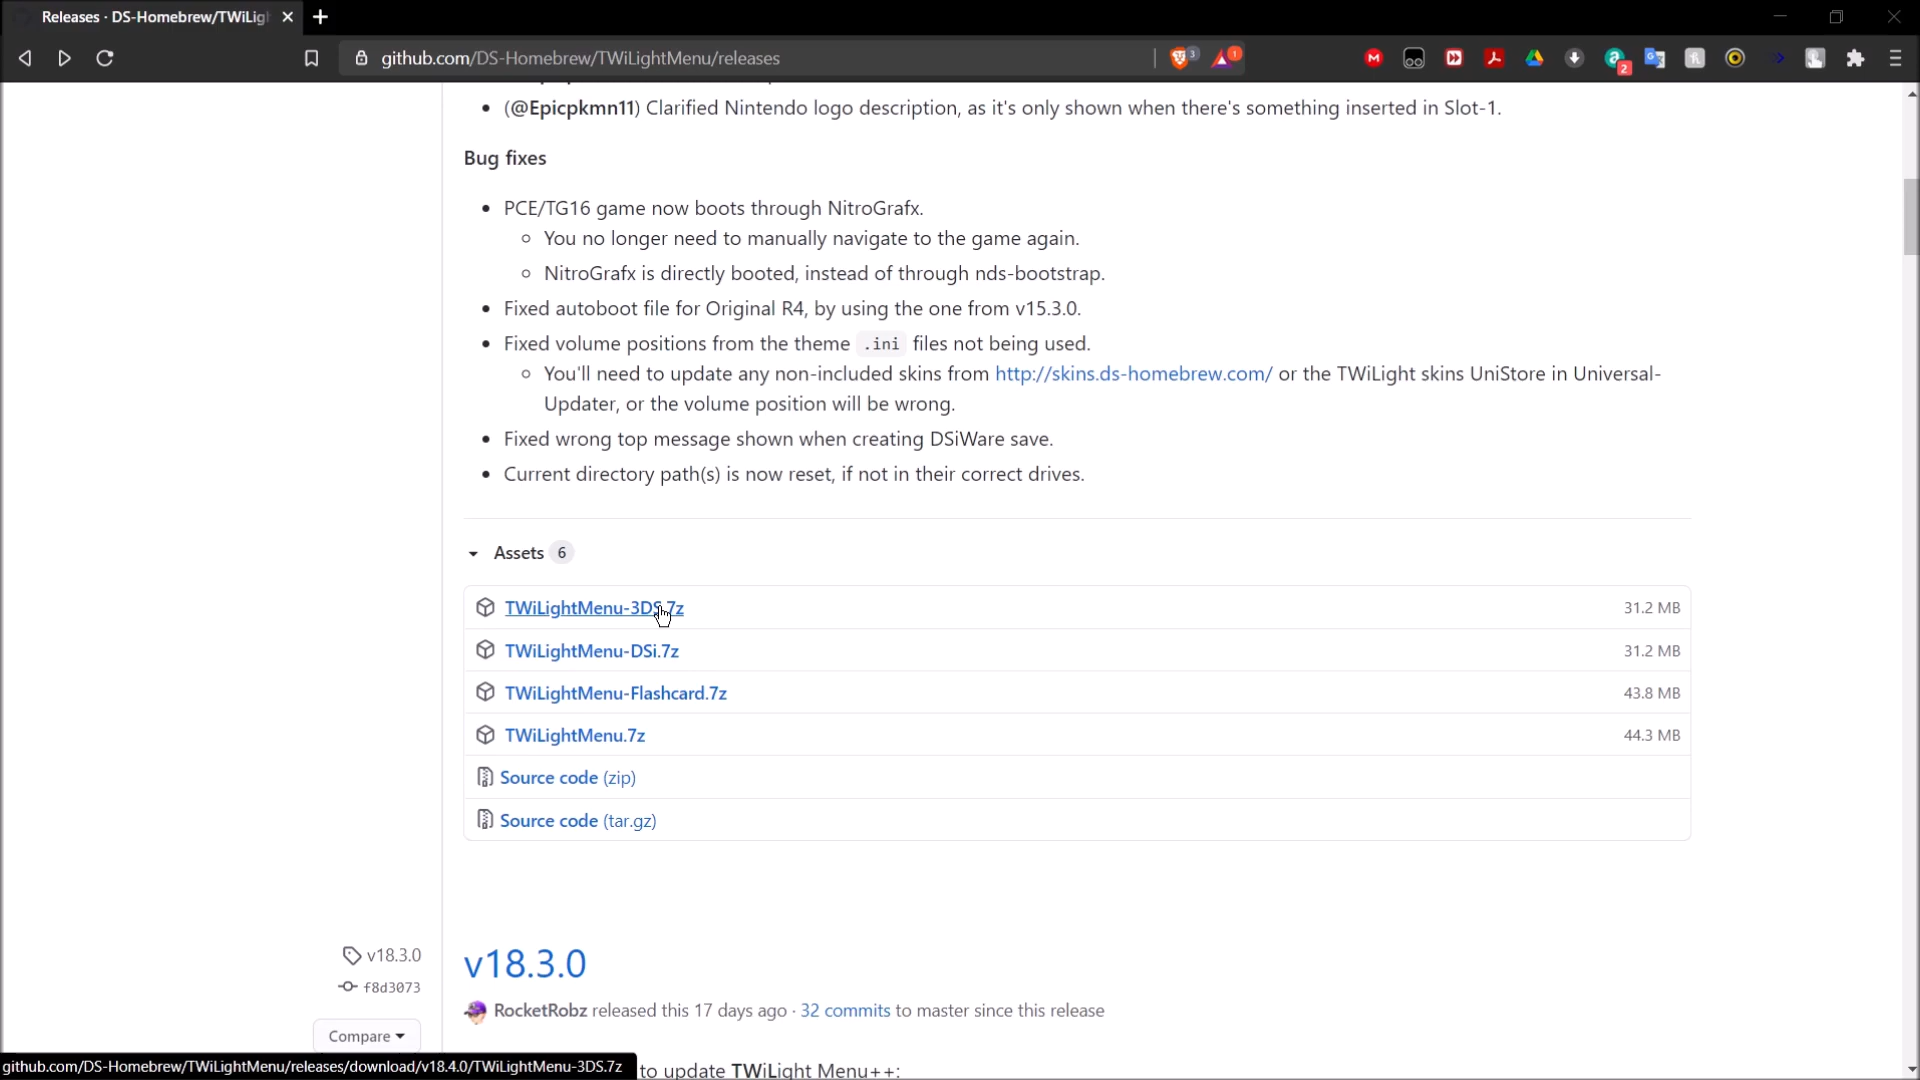 Releases · DS-Homebrew/TWiLig
github.com/DS-Homebrew/TWiLightMenu/releases
3
1
2
(@Epicpkmn11) Clarified Nintendo logo description, as it's only shown when there's something inserted in Slot-1.
Bug fixes
PCE/TG16 game now boots through NitroGrafx.
You no longer need to manually navigate to the game again.
NitroGrafx is directly booted, instead of through nds-bootstrap.
Fixed autoboot file for Original R4, by using the one from v15.3.0.
Fixed volume positions from the theme .ini files not being used.
You'll need to update any non-included skins from http://skins.ds-homebrew.com/ or the TWiLight skins UniStore in Universal-
Updater, or the volume position will be wrong.
Fixed wrong top message shown when creating DSiWare save.
Current directory path(s) is now reset, if not in their correct drives.
Assets 6
TWiLightMenu-3DS.7z 31.2 MB
TWiLightMenu-DSi.7z 31.2 MB
TWiLightMenu-Flashcard.7z 43.8 MB
TWiLightMenu.7z 44.3 MB
Source code (zip)
Source code (tar.gz)
v18.3.0
f8d3073
Compare
v18.3.0
RocketRobz released this 17 days ago · 32 commits to master since this release
to update TWiLight Menu++:
github.com/DS-Homebrew/TWiLightMenu/releases/download/v18.4.0/TWiLightMenu-3DS.7z